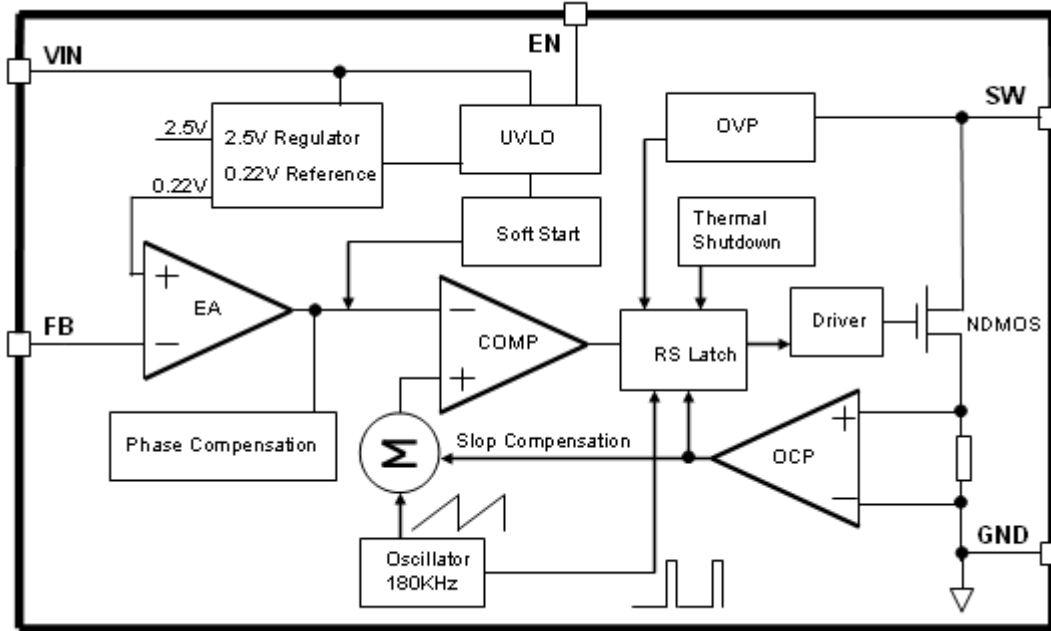 EN
VIN
SW
2.5V
2.5V Regulator
0.22V Reference
UVLO
OVP
0.22V
Soft Start
Thermal
Shutdown
+
EA
−
FB
−
COMP
+
RS Latch
Driver
NDMOS
Phase Compensation
Σ
Slop Compensation
OCP
+
−
GND
Oscillator
180KHz